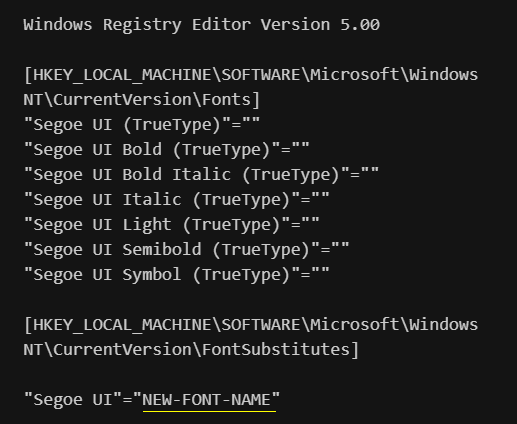 Windows Registry Editor Version 5.00
[HKEY_LOCAL_MACHINE\SOFTWARE\Microsoft\Windows
NT\CurrentVersion\Fonts]
"Segoe UI (TrueType)"=""
"Segoe UI Bold (TrueType)"=""
"Segoe UI Bold Italic (TrueType)"=""
"Segoe UI Italic (TrueType)"=""
"Segoe UI Light (TrueType)"=""
"Segoe UI Semibold (TrueType)"=""
"Segoe UI Symbol (TrueType)"=""
[HKEY_LOCAL_MACHINE\SOFTWARE\Microsoft\Windows
NT\CurrentVersion\FontSubstitutes]
"Segoe UI"="NEW-FONT-NAME"